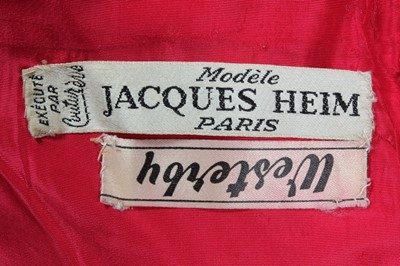 Modèle
JACQUES HEIM
PARIS
EXÉCUTÉ
PAR
Westerby